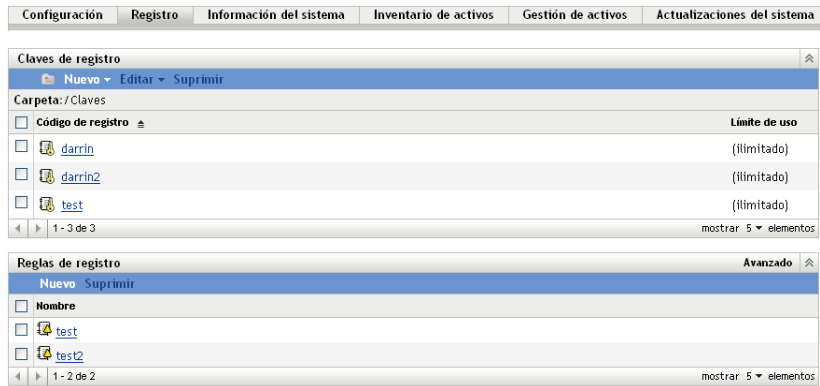 Configuración Registro Información del sistema Inventario de activos Gestión de activos Actualizaciones del sistema
Claves de registro
Nuevo Editar Suprimir
Carpeta: / Claves
Código de registro Límite de uso
darrin (ilimitado)
darrin2 (ilimitado)
test (ilimitado)
1 - 3 de 3 mostrar 5 elementos
Reglas de registro Avanzado
Nuevo Suprimir
Nombre
test
test2
1 - 2 de 2 mostrar 5 elementos